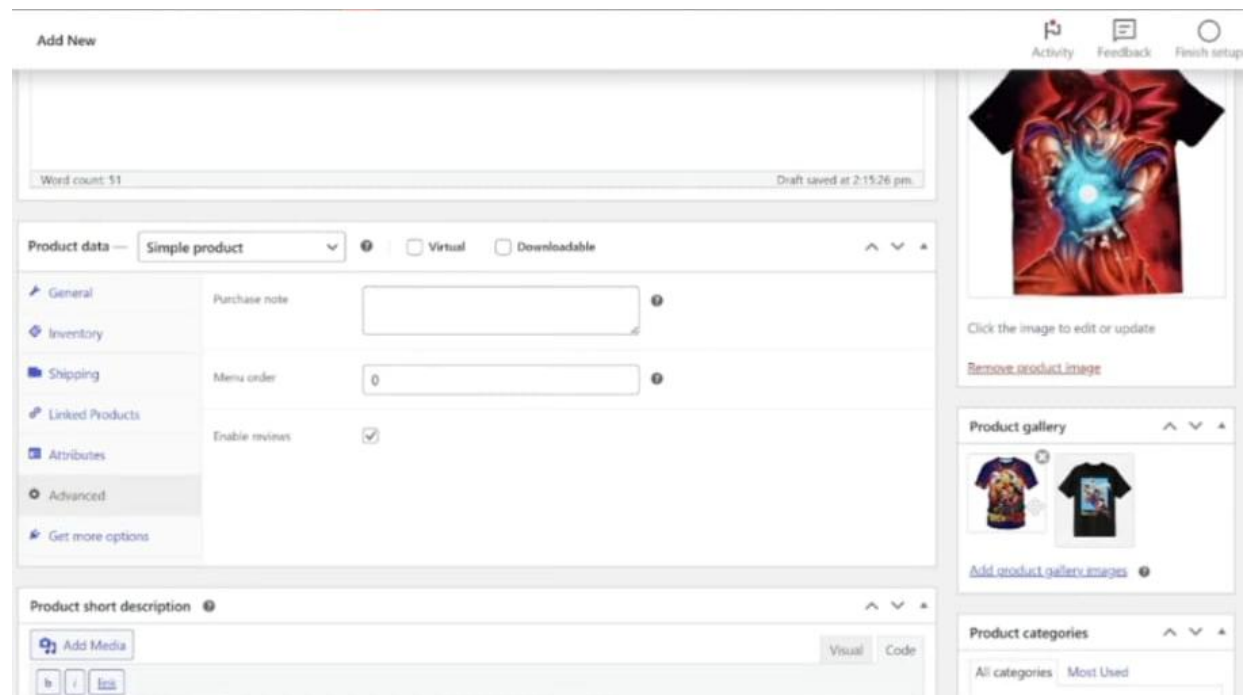 Add New
Activity
Feedback
Finish setup
Word count: 51
Draft saved at 2:15:26 pm.
Product data — Simple product
Virtual
Downloadable
General
Inventory
Shipping
Linked Products
Attributes
Advanced
Get more options
Purchase note
Menu order
0
Enable reviews
Product short description
Add Media
Visual
Code
b
i
link
Click the image to edit or update
Remove product image
Product gallery
Add product gallery images
Product categories
All categories
Most Used